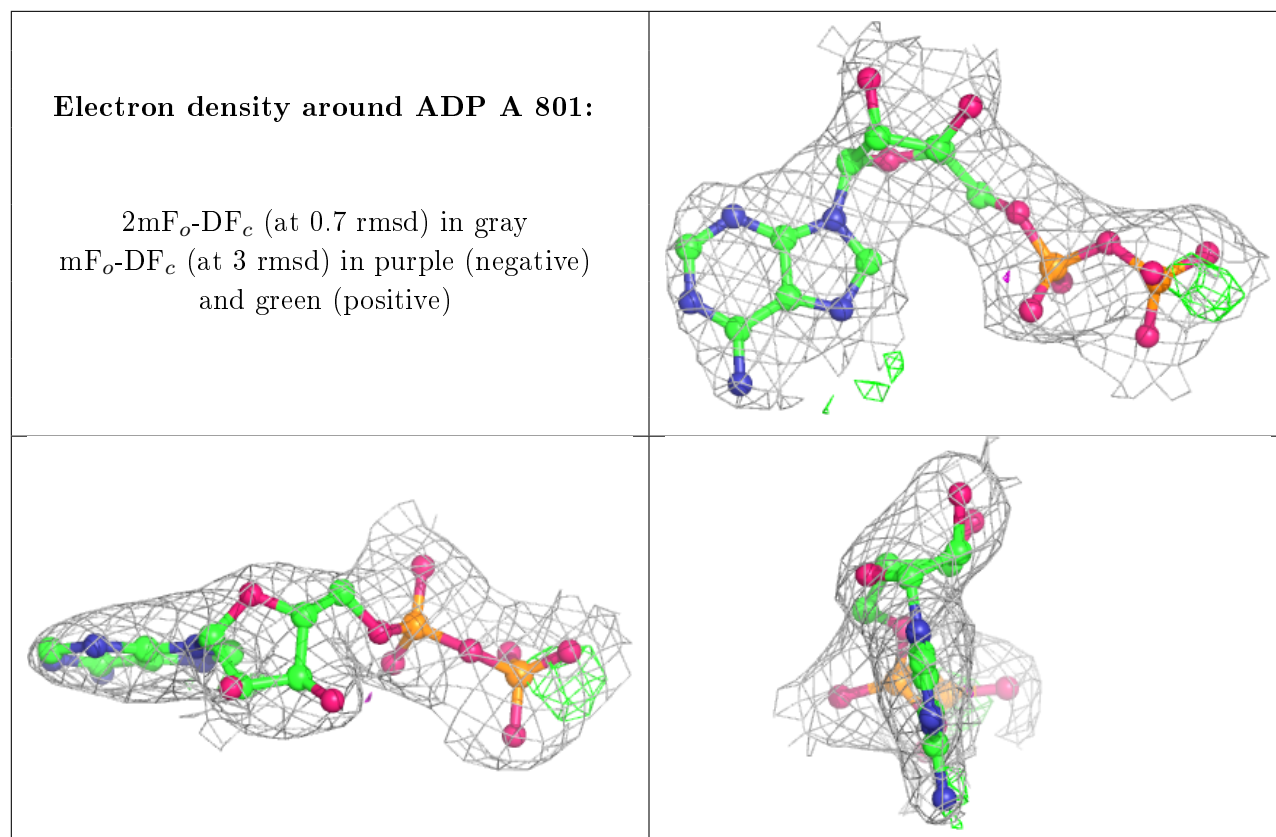 Electron density around ADP A 801:
2mFo-DFc (at 0.7 rmsd) in gray
mFo-DFc (at 3 rmsd) in purple (negative)
and green (positive)